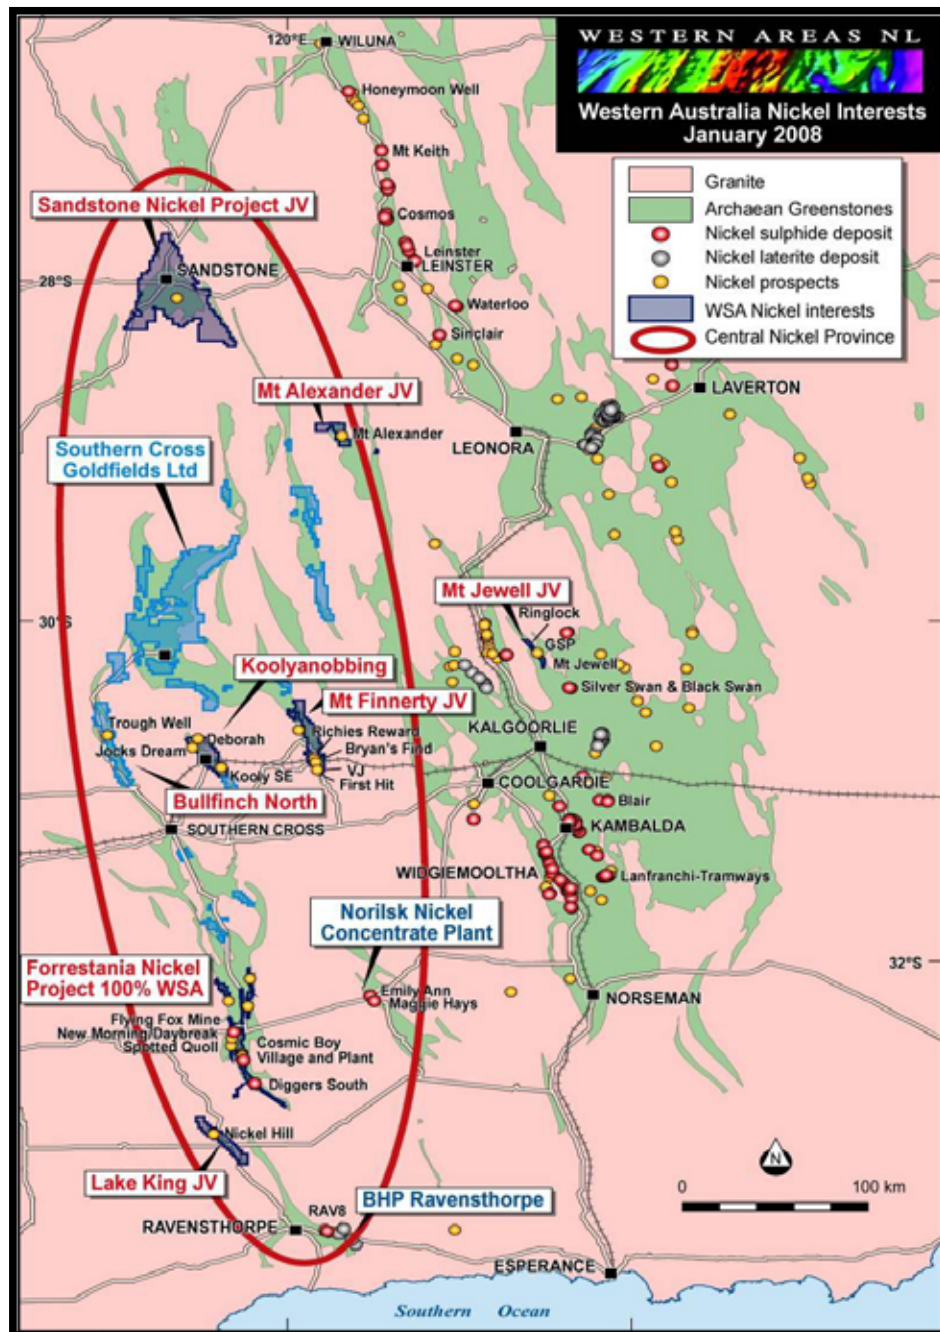 WESTERN AREAS NL
Western Australia Nickel Interests
January 2008
120°E
WILUNA
Honeymoon Well
Granite
Archaean Greenstones
Nickel sulphide deposit
Nickel laterite deposit
Nickel prospects
WSA Nickel interests
Central Nickel Province
Mt Keith
Sandstone Nickel Project JV
Cosmos
Leinster
LEINSTER
SANDSTONE
28°S
Waterloo
Sinclair
LAVERTON
Mt Alexander JV
Mt Alexander
LEONORA
Southern Cross
Goldfields Ltd
Mt Jewell JV
Ringlock
30°S
GSP
Mt Jewell
Koolyanobbing
Silver Swan & Black Swan
Mt Finnerty JV
Trough Well
Deborah
Richies Reward
KALGOORLIE
Jocks Dream
Bryan's Find
Kooly SE
VJ
First Hit
COOLGARDIE
Bullfinch North
Blair
SOUTHERN CROSS
KAMBALDA
WIDGIEMOOLTHA
Lanfranchi-Tramways
Norilsk Nickel
Concentrate Plant
Forrestania Nickel
Project 100% WSA
32°S
Emily Ann
Maggie Hays
NORSEMAN
Flying Fox Mine
New Morning/Daybreak
Spotted Quoll
Cosmic Boy
Village and Plant
Diggers South
Nickel Hill
N
Lake King JV
0 100 km
BHP Ravensthorpe
RAV8
RAVENSTHORPE
ESPERANCE
Southern Ocean